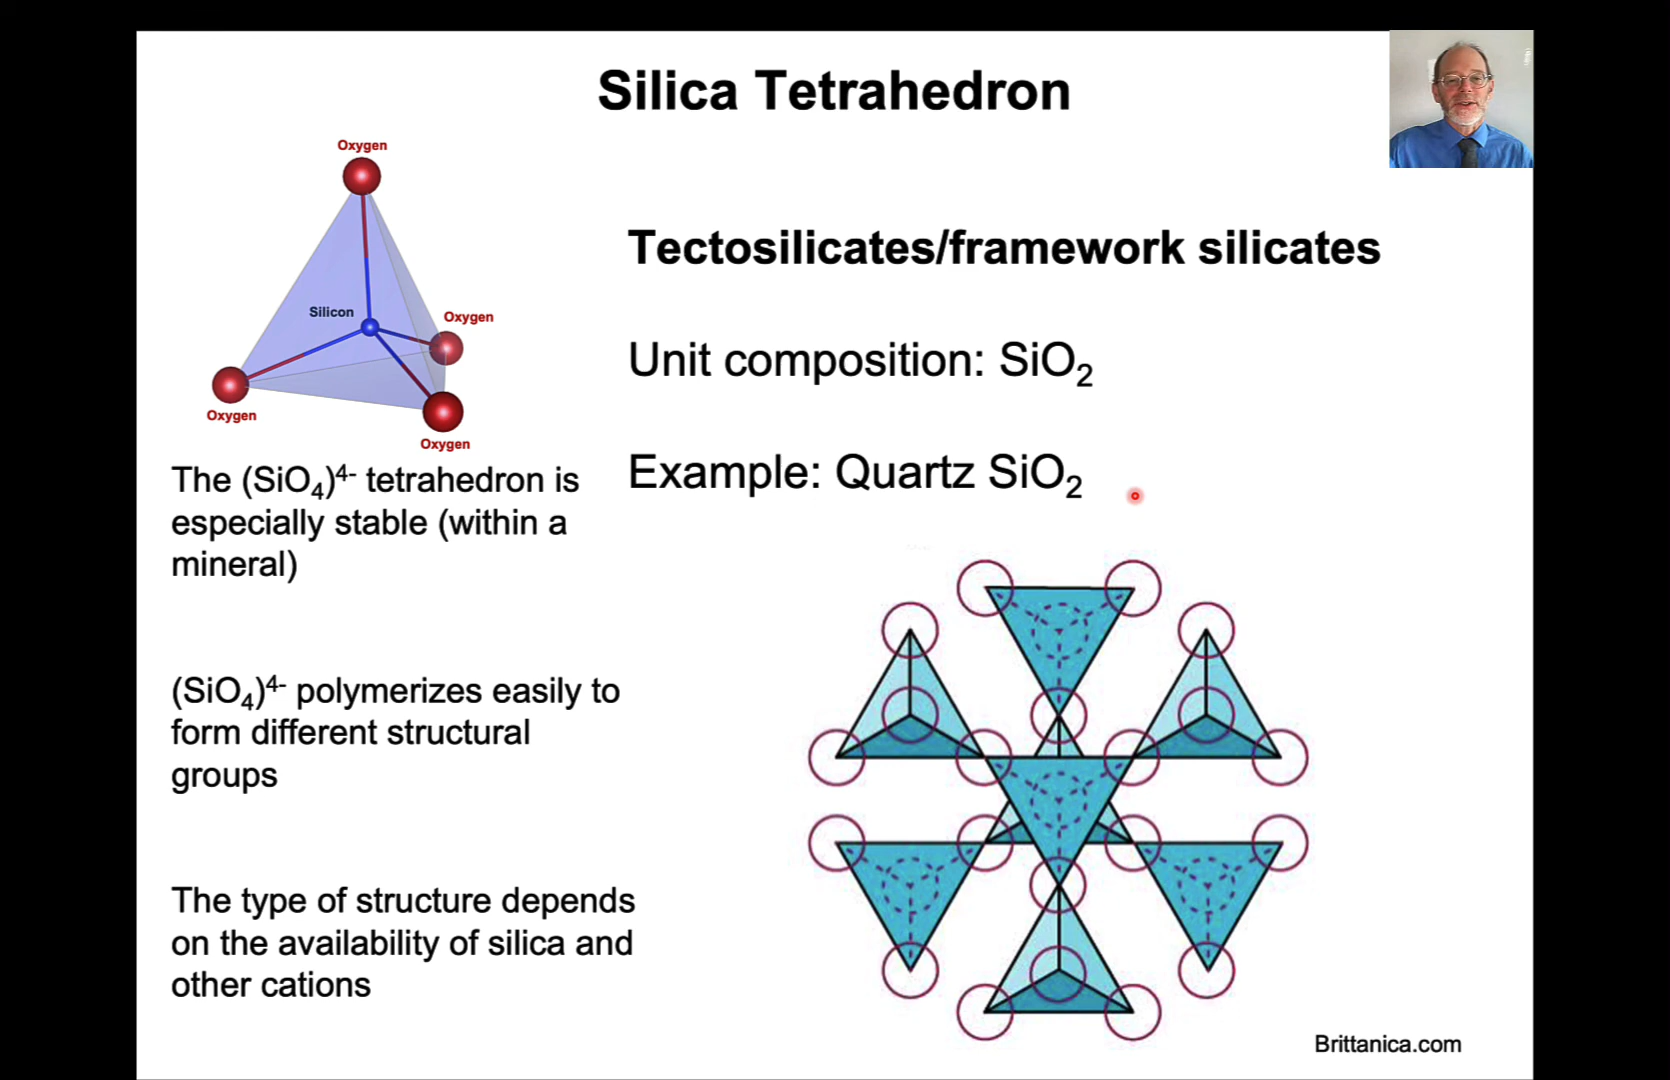 Silica Tetrahedron
Oxygen
Silicon
Oxygen
Oxygen
Oxygen
The (SiO₄)⁴⁻ tetrahedron is
especially stable (within a
mineral)
(SiO₄)⁴⁻ polymerizes easily to
form different structural
groups
The type of structure depends
on the availability of silica and
other cations
Tectosilicates/framework silicates
Unit composition: SiO₂
Example: Quartz SiO₂
Brittanica.com